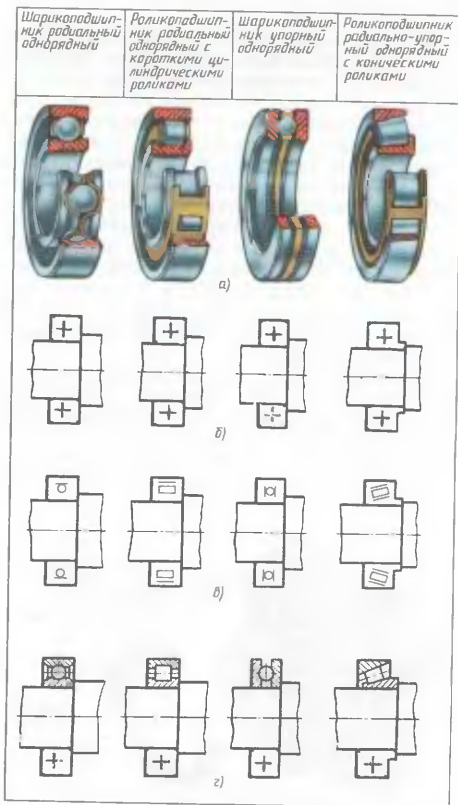 Шарикоподшип-
ник радиальный
однорядный
Роликоподшип-
ник радиальный
однорядный с
короткими ци-
линдрическими
роликами
Шарикоподшип-
ник упорный
однорядный
Роликоподшипник
радиально-упор-
ный однорядный
с коническими
роликами
а)
б)
в)
г)